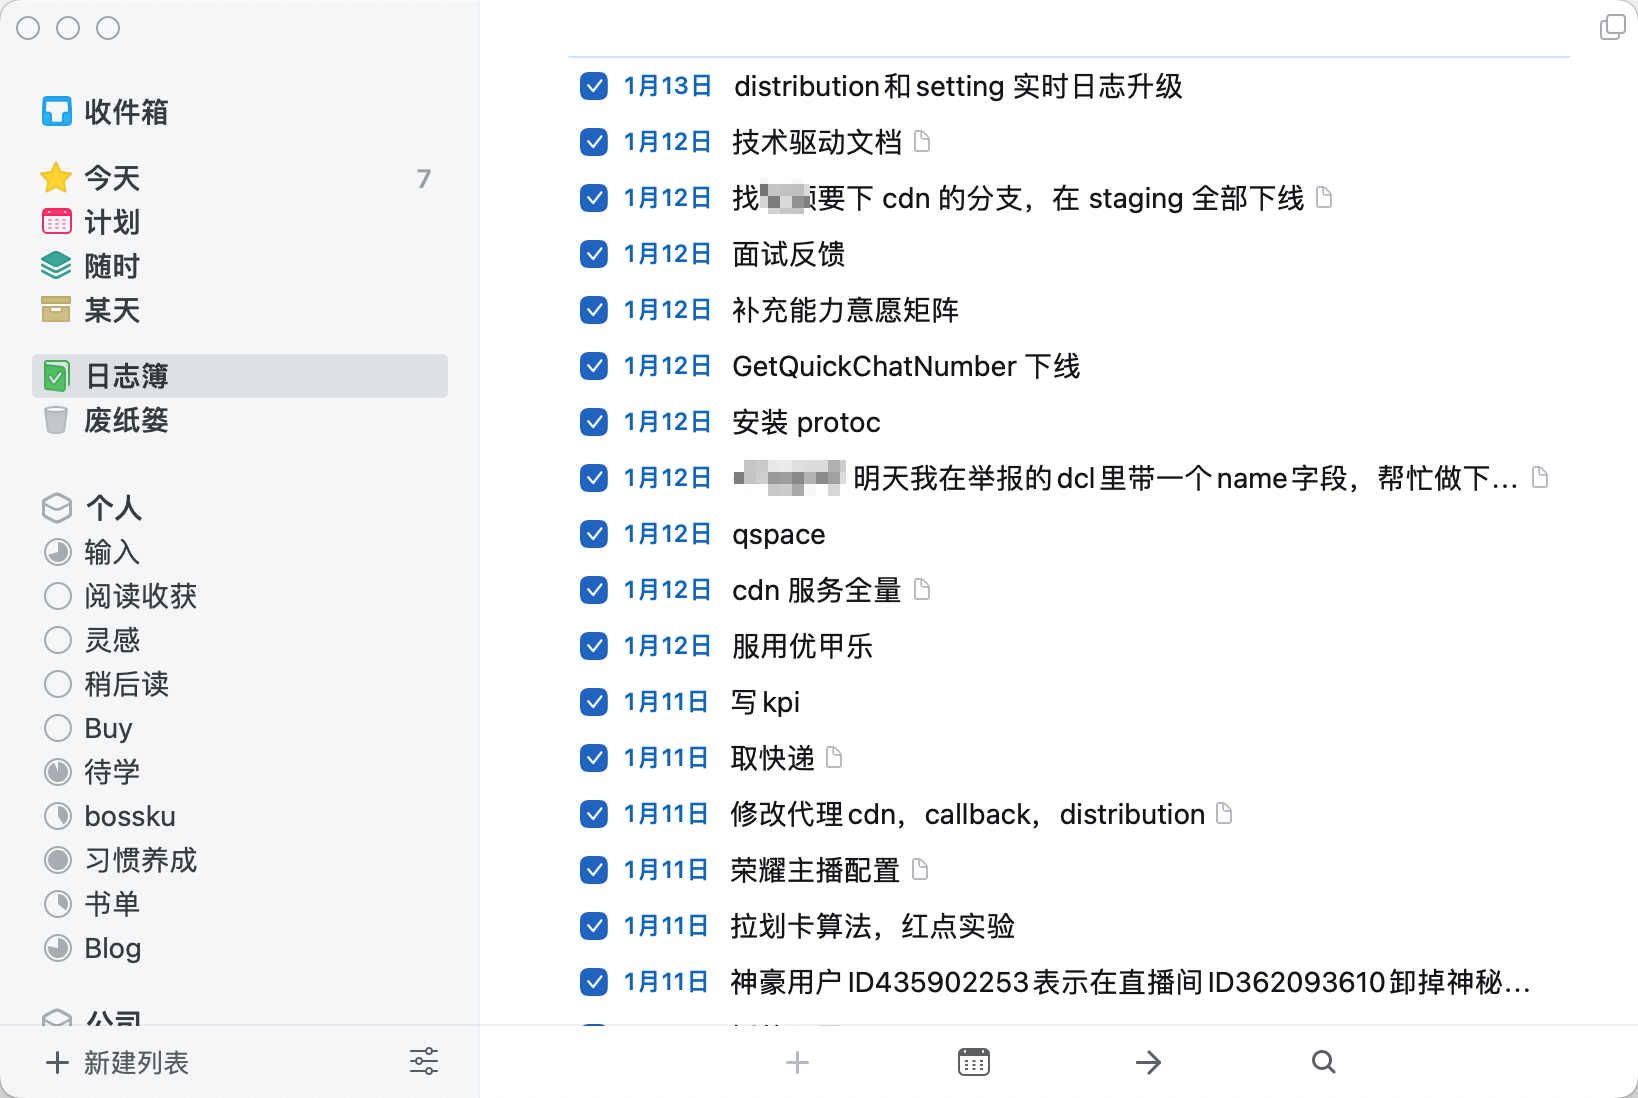 收件箱
今天 7
计划
随时
某天
日志簿
废纸篓
个人
输入
阅读收获
灵感
稍后读
Buy
待学
bossku
习惯养成
书单
Blog
公司
新建列表
1月13日 distribution和setting 实时日志升级
1月12日 技术驱动文档
1月12日 找要下 cdn 的分支，在 staging 全部下线
1月12日 面试反馈
1月12日 补充能力意愿矩阵
1月12日 GetQuickChatNumber 下线
1月12日 安装 protoc
1月12日 明天我在举报的dcl里带一个name字段，帮忙做下...
1月12日 qspace
1月12日 cdn 服务全量
1月12日 服用优甲乐
1月11日 写kpi
1月11日 取快递
1月11日 修改代理cdn，callback，distribution
1月11日 荣耀主播配置
1月11日 拉划卡算法，红点实验
1月11日 神豪用户ID435902253表示在直播间ID362093610卸掉神秘...